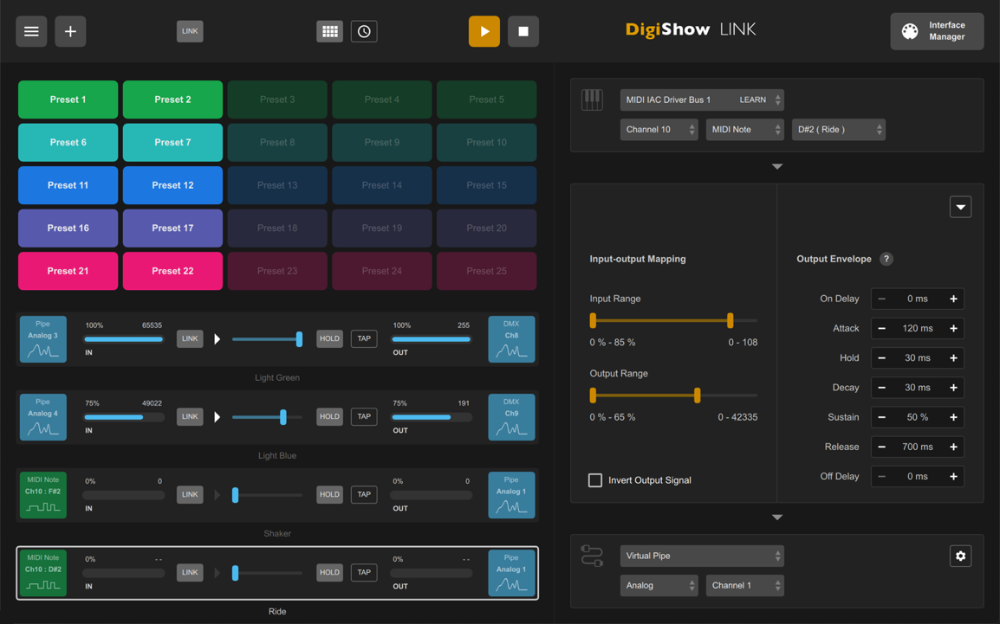 LINK
DigiShow LINK
Interface
Manager
Preset 1 Preset 2 Preset 3 Preset 4 Preset 5
Preset 6 Preset 7 Preset 8 Preset 9 Preset 10
Preset 11 Preset 12 Preset 13 Preset 14 Preset 15
Preset 16 Preset 17 Preset 18 Preset 19 Preset 20
Preset 21 Preset 22 Preset 23 Preset 24 Preset 25
Pipe
Analog 3
100% 65535
IN
LINK
HOLD
TAP
100% 255
OUT
DMX
Ch8
Light Green
Pipe
Analog 4
75% 49022
IN
LINK
HOLD
TAP
75% 191
OUT
DMX
Ch9
Light Blue
MIDI Note
Ch10 : F#2
0% 0
IN
LINK
HOLD
TAP
0% 0
OUT
Pipe
Analog 1
Shaker
MIDI Note
Ch10 : D#2
0% - -
IN
LINK
HOLD
TAP
0% - -
OUT
Pipe
Analog 1
Ride
MIDI IAC Driver Bus 1 LEARN
Channel 10 MIDI Note D#2 ( Ride )
Input-output Mapping
Input Range
0 % - 85 % 0 - 108
Output Range
0 % - 65 % 0 - 42335
Invert Output Signal
Output Envelope ?
On Delay − 0 ms +
Attack − 120 ms +
Hold − 30 ms +
Decay − 30 ms +
Sustain − 50 % +
Release − 700 ms +
Off Delay − 0 ms +
Virtual Pipe
Analog Channel 1